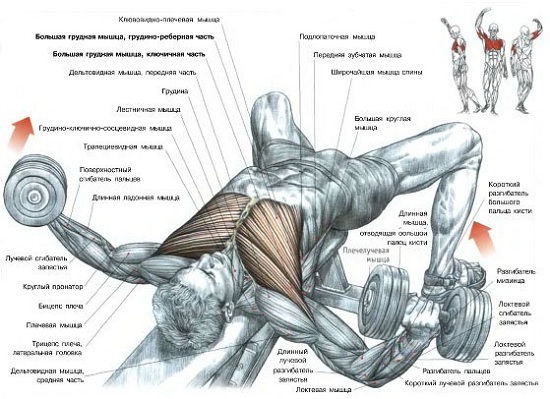 Клювовидно-плечевая мышца
Большая грудная мышца, грудино-реберная часть
Большая грудная мышца, ключичная часть
Дельтовидная мышца, передняя часть
Грудина
Лестничная мышца
Грудино-ключично-сосцевидная мышца
Трапециевидная мышца
Поверхностный
сгибатель пальцев
Длинная ладонная мышца
Лучевой сгибатель
запястья
Круглый пронатор
Бицепс плеча
Плечевая мышца
Трицепс плеча,
латеральная головка
Дельтовидная мышца,
средняя часть
Подлопаточная мышца
Передняя зубчатая мышца
Широчайшая мышца спины
Большая круглая
мышца
Короткий
разгибатель
большого
пальца кисти
Длинная
мышца,
отводящая большой
палец кисти
Плечелучевая
мышца
Разгибатель
мизинца
Локтевой
сгибатель
запястья
Локтевой
разгибатель
запястья
Разгибатель пальцев
Короткий лучевой разгибатель запястья
Длинный
лучевой
разгибатель
запястья
Локтевая мышца